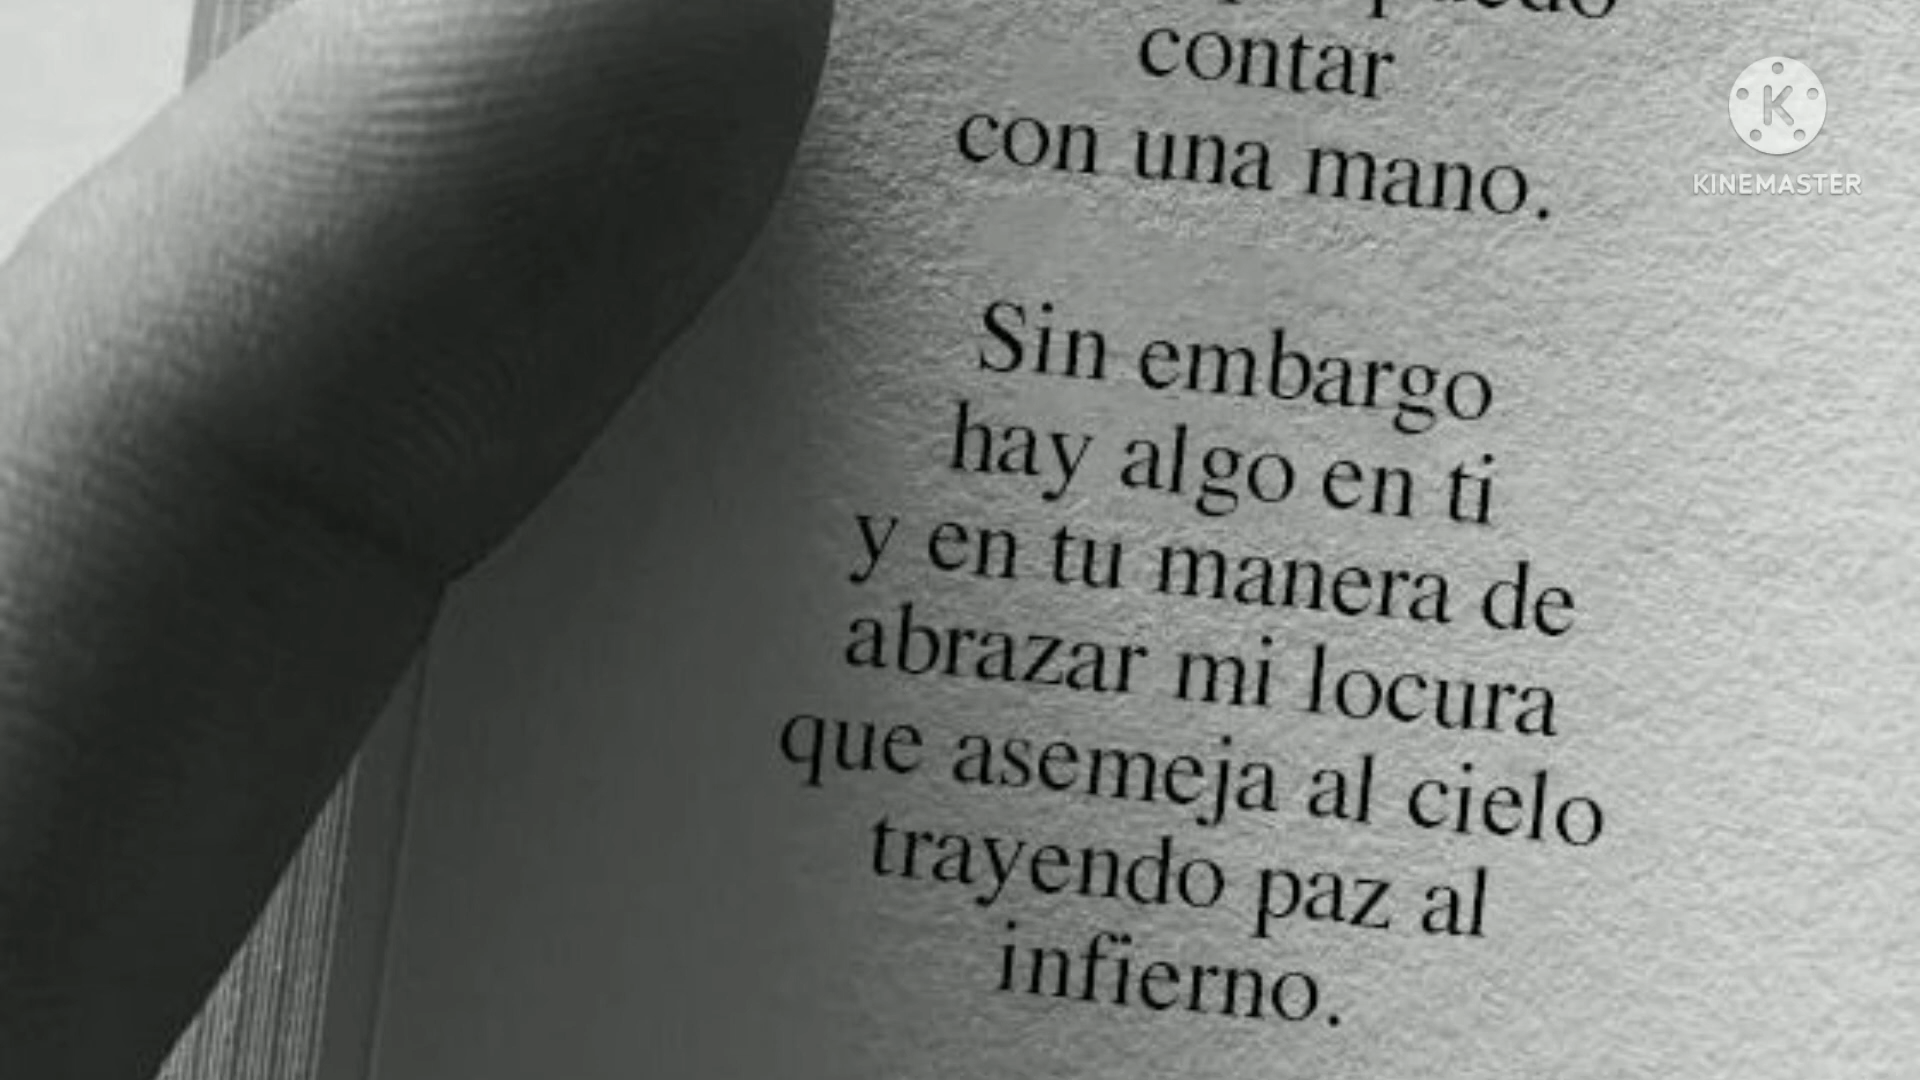 contar
con una mano.
Sin embargo
hay algo en ti
y en tu manera de
abrazar mi locura
que asemeja al cielo
trayendo paz al
infierno.
KINEMASTER